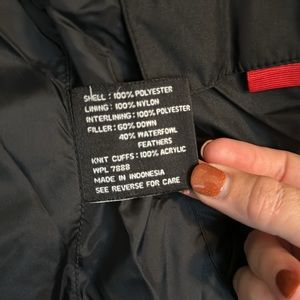 SHELL : 100% POLYESTER
LINING : 100% NYLON
INTERLINING : 100% POLYESTER
FILLER : 60% DOWN
40% WATERFOWL
FEATHERS
KNIT CUFFS : 100% ACRYLIC
WPL 7888
MADE IN INDONESIA
SEE REVERSE FOR CARE